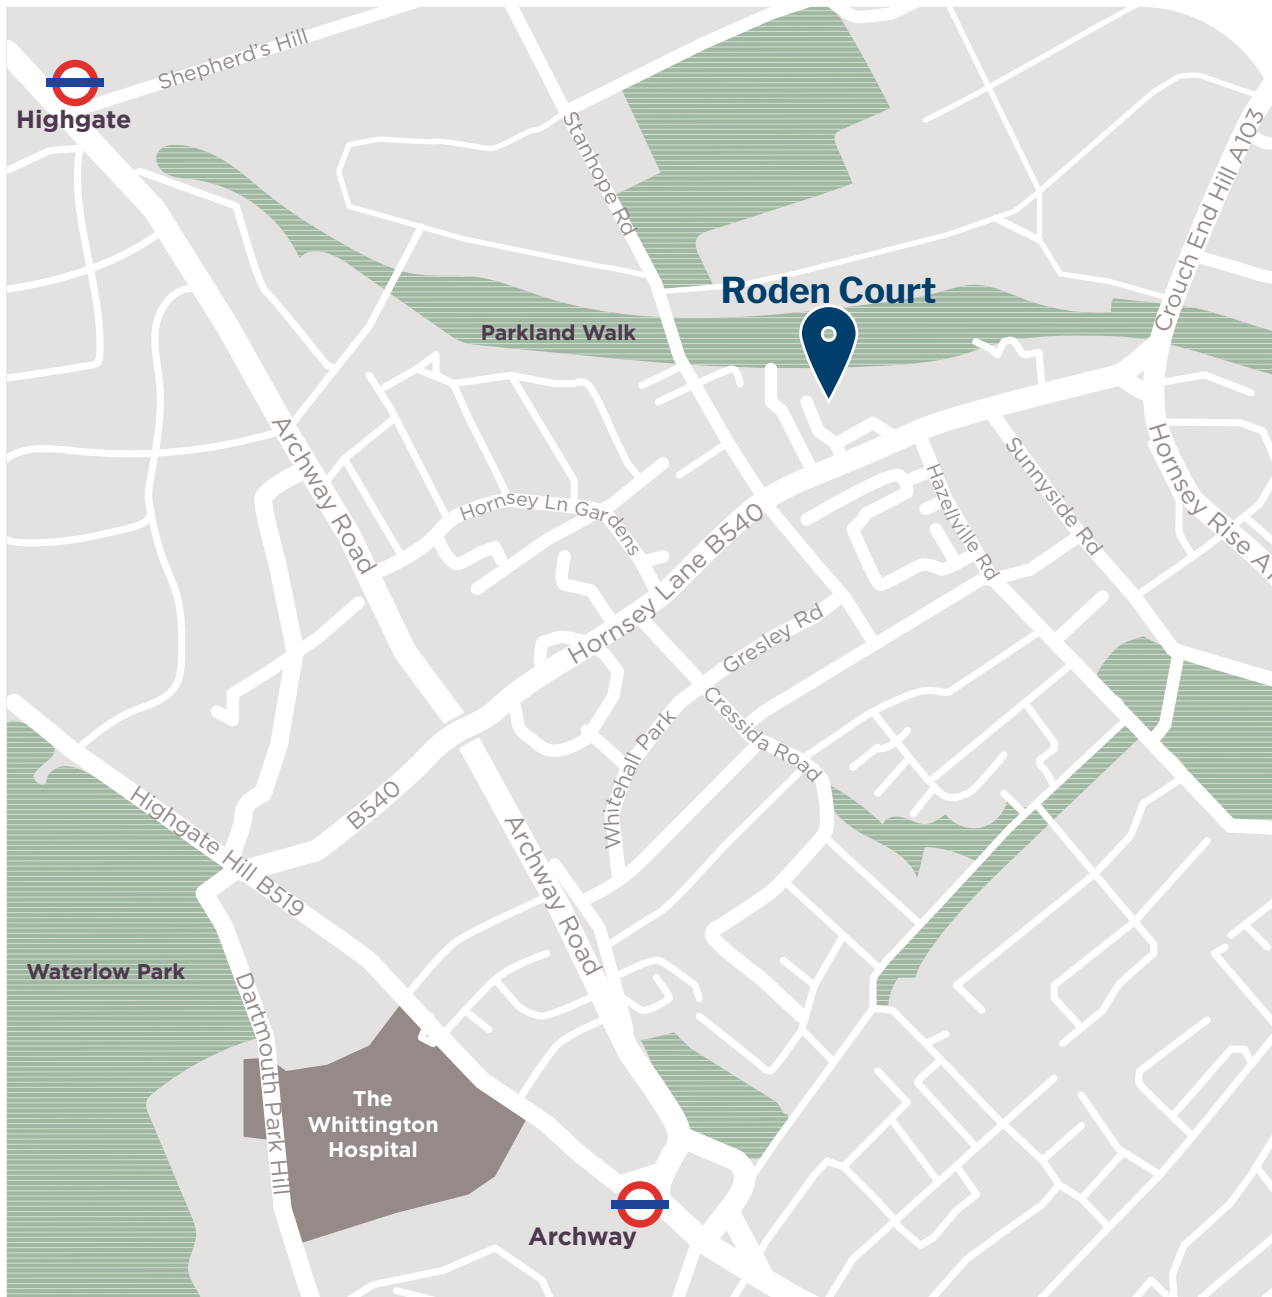 Shepherd's Hill
Highgate
Stanhope Rd
Crouch End Hill A103
Roden Court
Parkland Walk
Archway Road
Hornsey Ln Gardens
Hornsey Lane B540
Hazellville Rd
Sunnyside Rd
Hornsey Rise A1
Gresley Rd
Cressida Road
Whitehall Park
B540
Highgate Hill B519
Archway Road
Waterlow Park
Dartmouth Park Hill
The
Whittington
Hospital
Archway